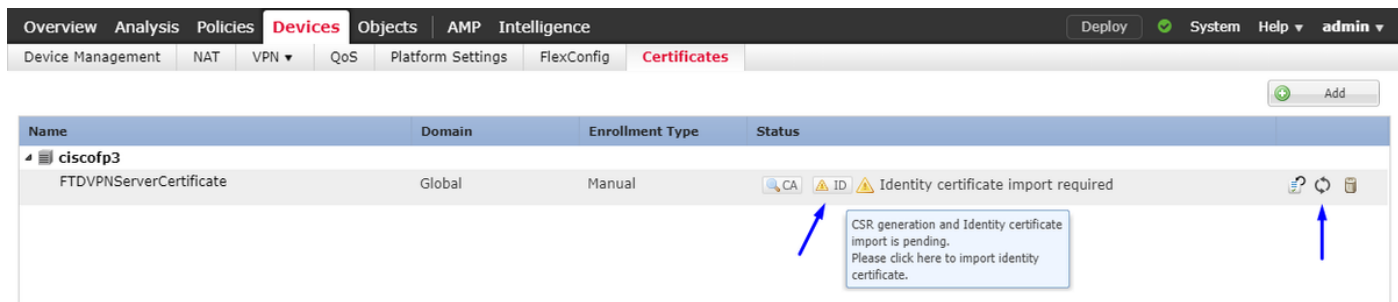 Overview Analysis Policies Devices Objects AMP Intelligence Deploy System Help admin
Device Management NAT VPN QoS Platform Settings FlexConfig Certificates
Add
Name Domain Enrollment Type Status
ciscofp3
FTDVPNServerCertificate Global Manual CA ID Identity certificate import required
CSR generation and Identity certificate
import is pending.
Please click here to import identity
certificate.